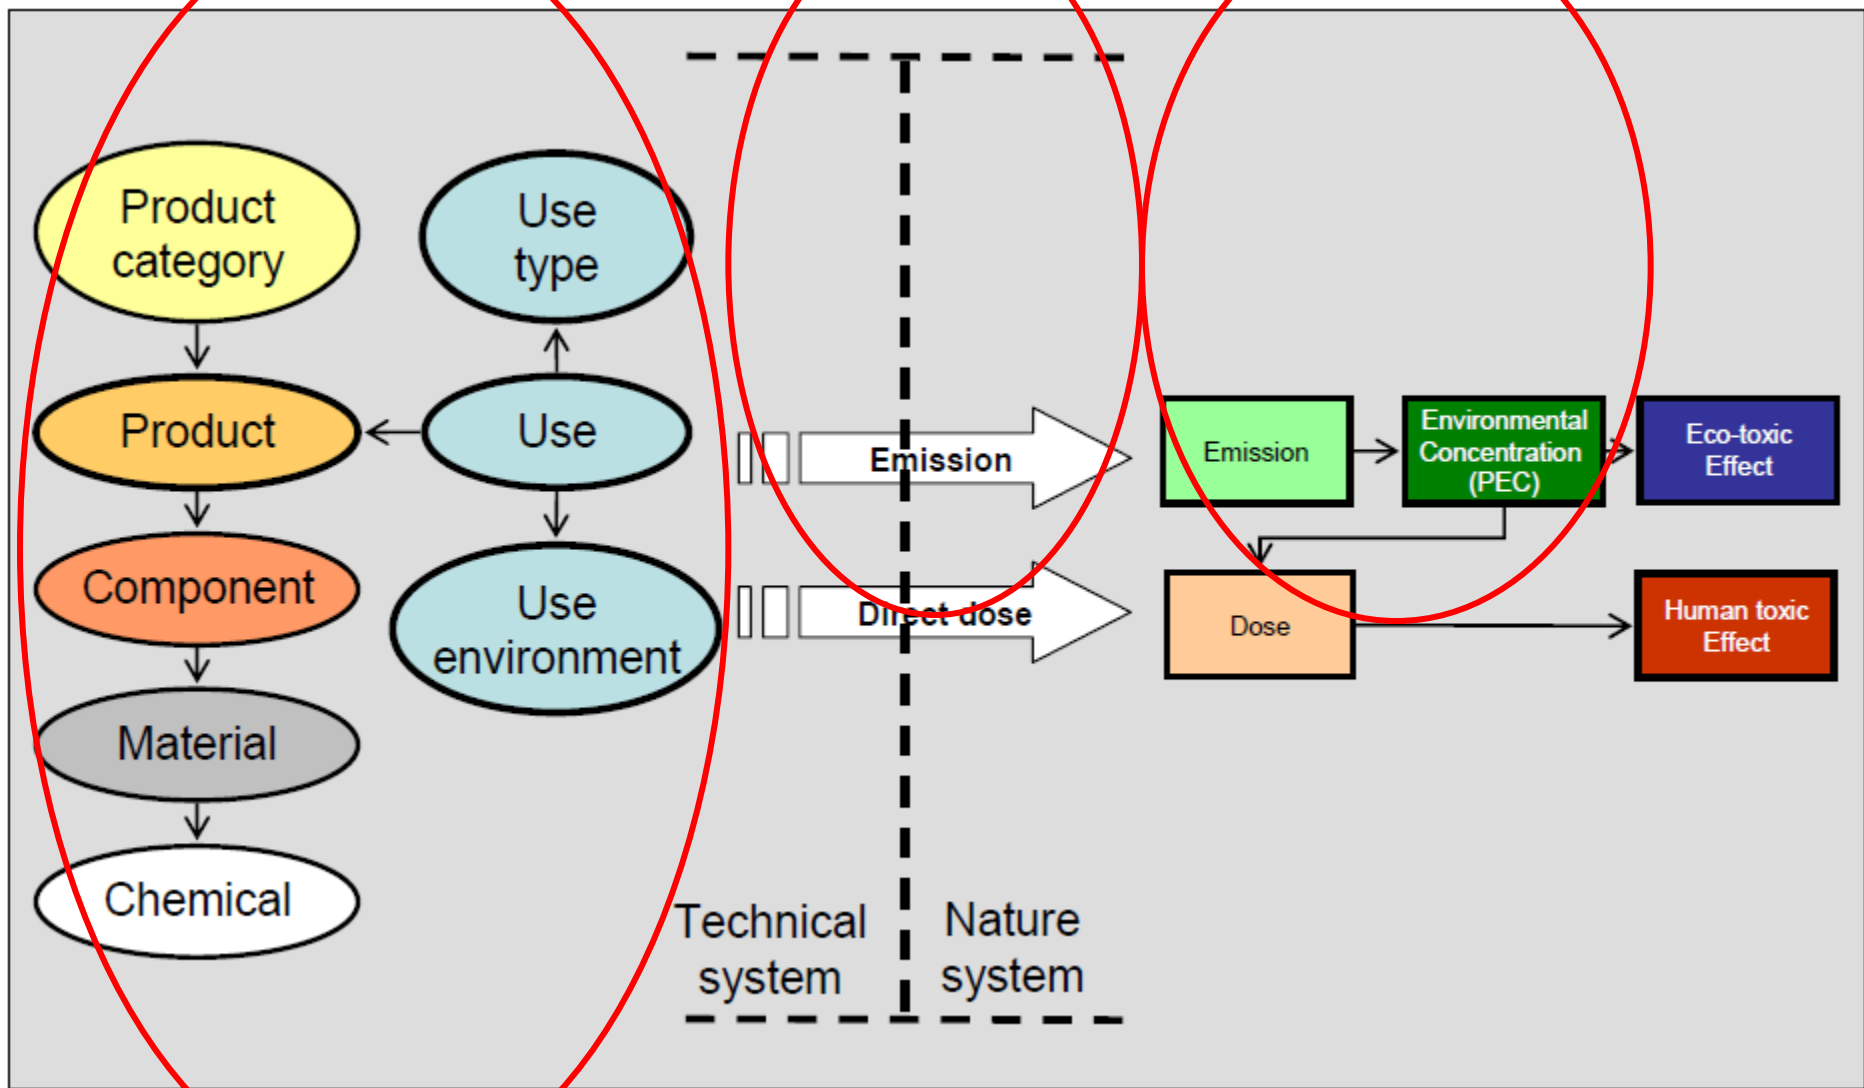 Product
category
Use
type
Product
Use
Component
Use
environment
Material
Chemical
Emission
Direct dose
Technical
system
Nature
system
Emission
Environmental
Concentration
(PEC)
Eco-toxic
Effect
Dose
Human toxic
Effect